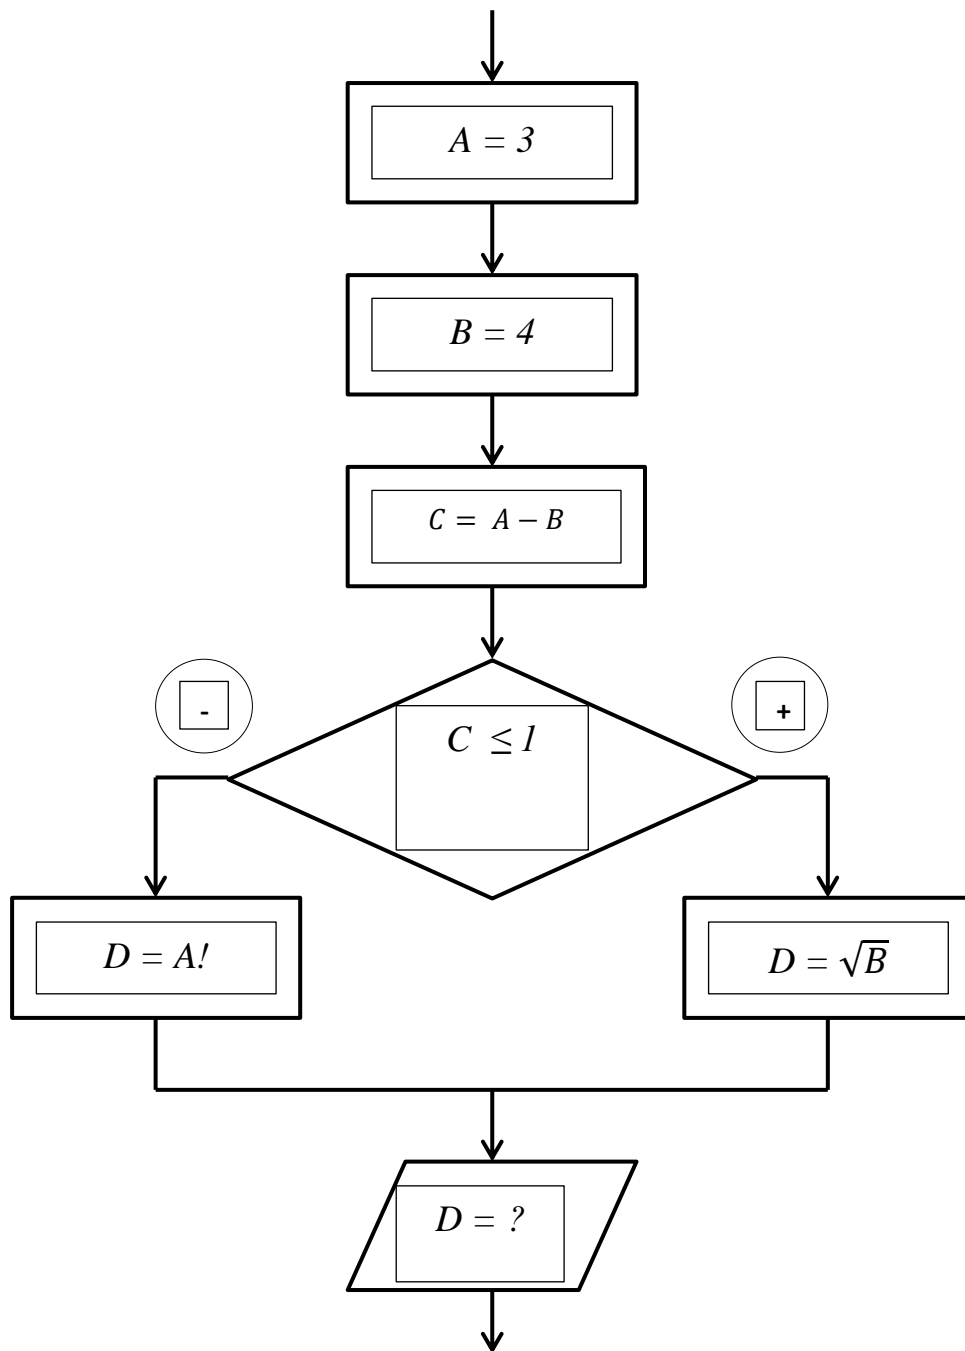 A = 3
B = 4
C = A − B
-
+
C ≤ 1
D = A!
D = √B
D = ?